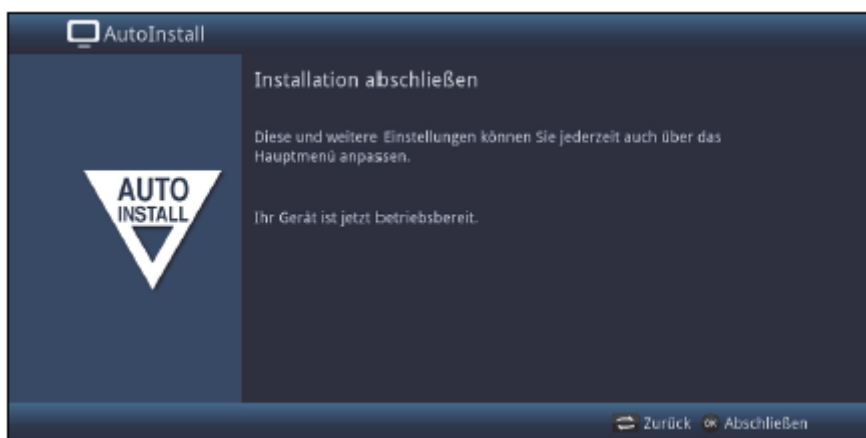 AutoInstall
Installation abschließen
Diese und weitere Einstellungen können Sie jederzeit auch über das
Hauptmenü anpassen.
AUTO
INSTALL
Ihr Gerät ist jetzt betriebsbereit.
Zurück OK Abschließen